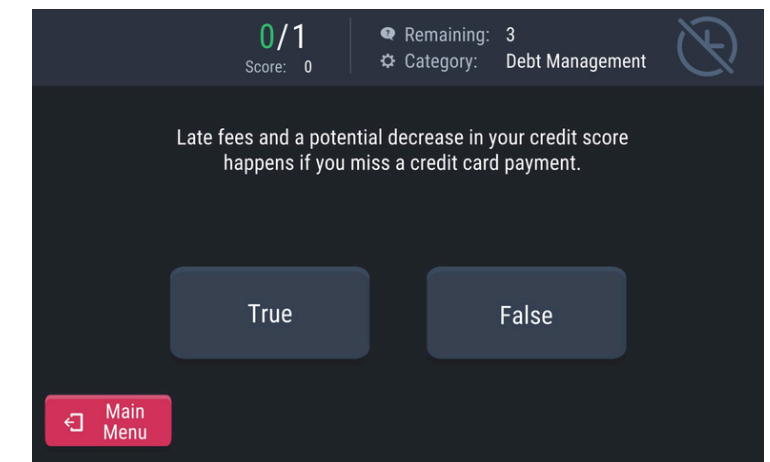 0/1
Score: 0
Remaining: 3
Category: Debt Management
Late fees and a potential decrease in your credit score
happens if you miss a credit card payment.
True
False
Main
Menu